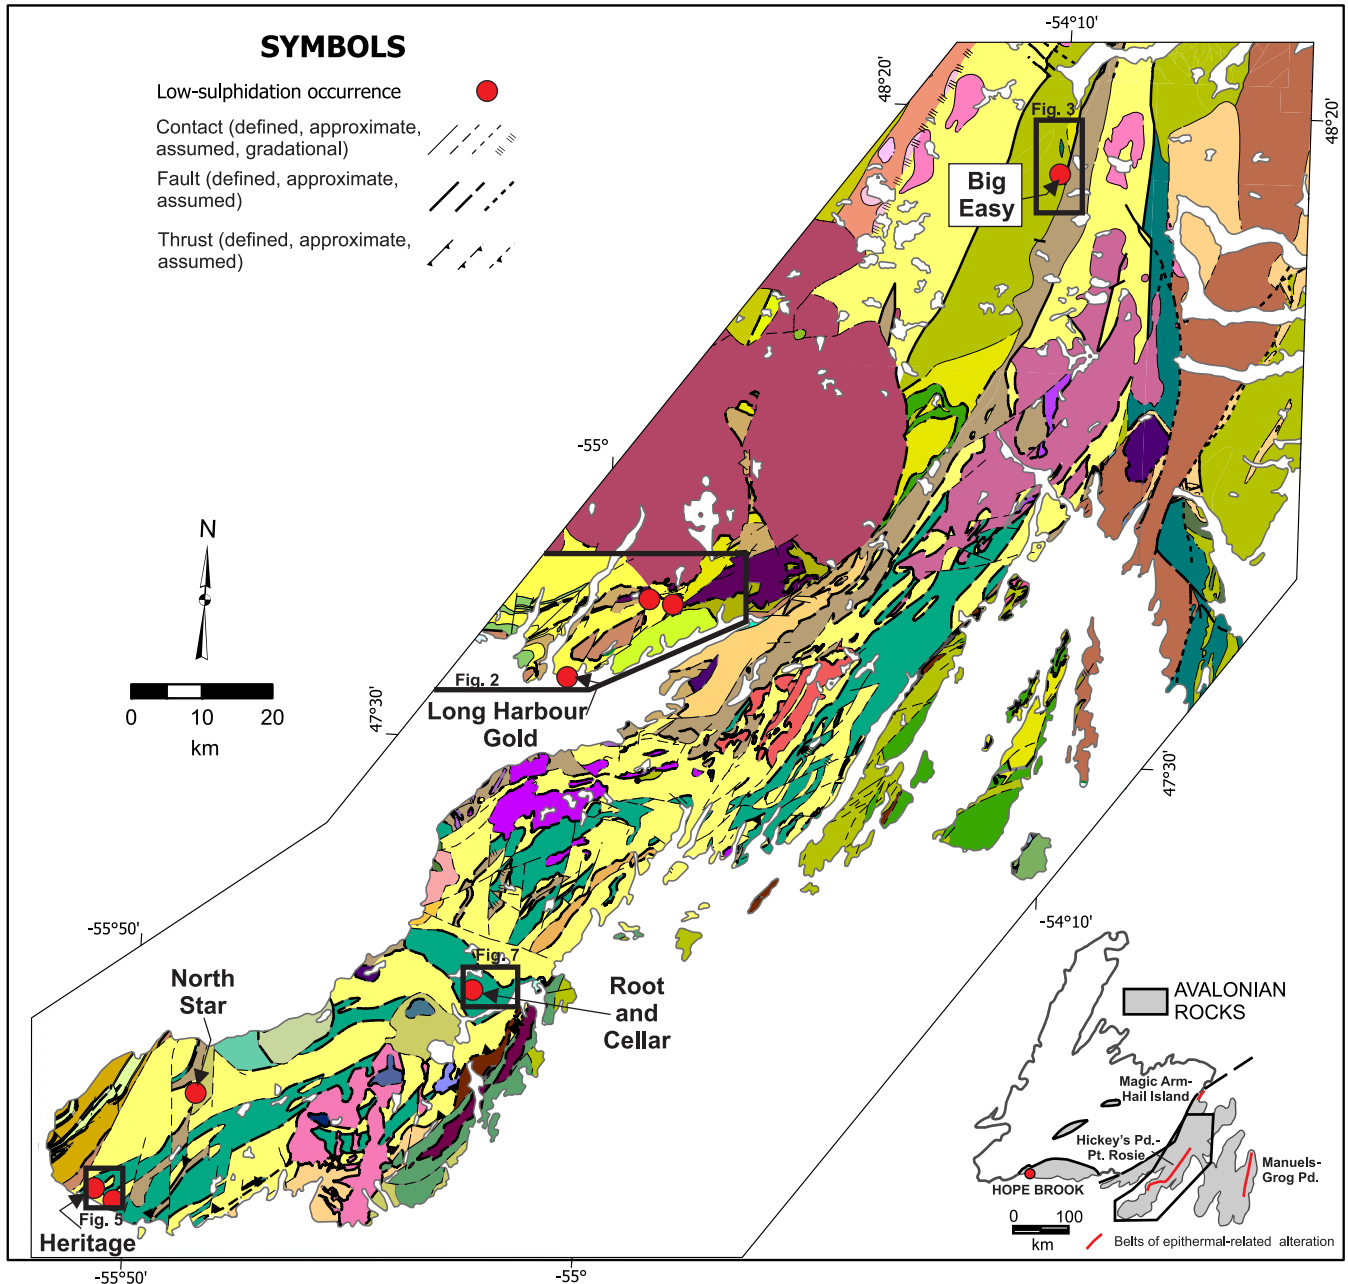 SYMBOLS
Low-sulphidation occurrence
Contact (defined, approximate,
assumed, gradational)
Fault (defined, approximate,
assumed)
Thrust (defined, approximate,
assumed)
-54°10'
48°20'
48°20'
Fig. 3
Big
Easy
-55°
N
0 10 20
km
47°30'
Fig. 2
Long Harbour
Gold
47°30'
-54°10'
-55°50'
North
Star
Fig. 7
Root
and
Cellar
Fig. 5
Heritage
-55°50'
-55°
AVALONIAN
ROCKS
Magic Arm-
Hail Island
Hickey's Pd.-
Pt. Rosie
Manuels-
Grog Pd.
HOPE BROOK
0 100
km
Belts of epithermal-related alteration